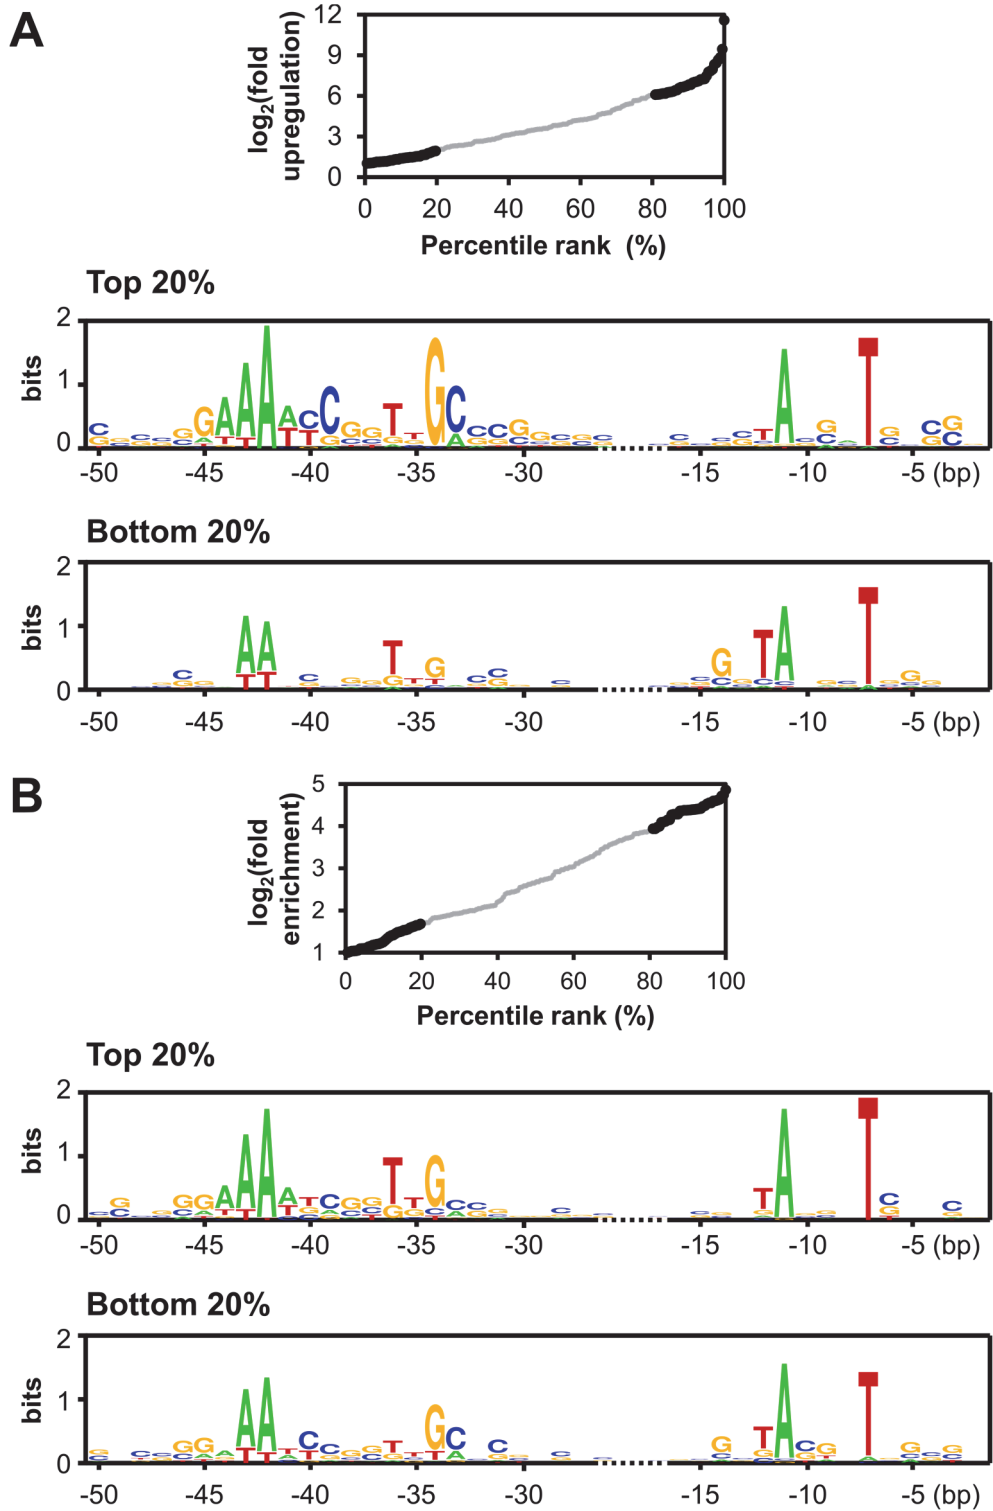 A
12
9
6
3
0
log2(fold
upregulation)
0 20 40 60 80 100
Percentile rank (%)
Top 20%
2
1
0
bits
-50 -45 -40 -35 -30 -15 -10 -5 (bp)
Bottom 20%
2
1
0
bits
-50 -45 -40 -35 -30 -15 -10 -5 (bp)
B
5
4
3
2
1
log2(fold
enrichment)
0 20 40 60 80 100
Percentile rank (%)
Top 20%
2
1
0
bits
-50 -45 -40 -35 -30 -15 -10 -5 (bp)
Bottom 20%
2
1
0
bits
-50 -45 -40 -35 -30 -15 -10 -5 (bp)